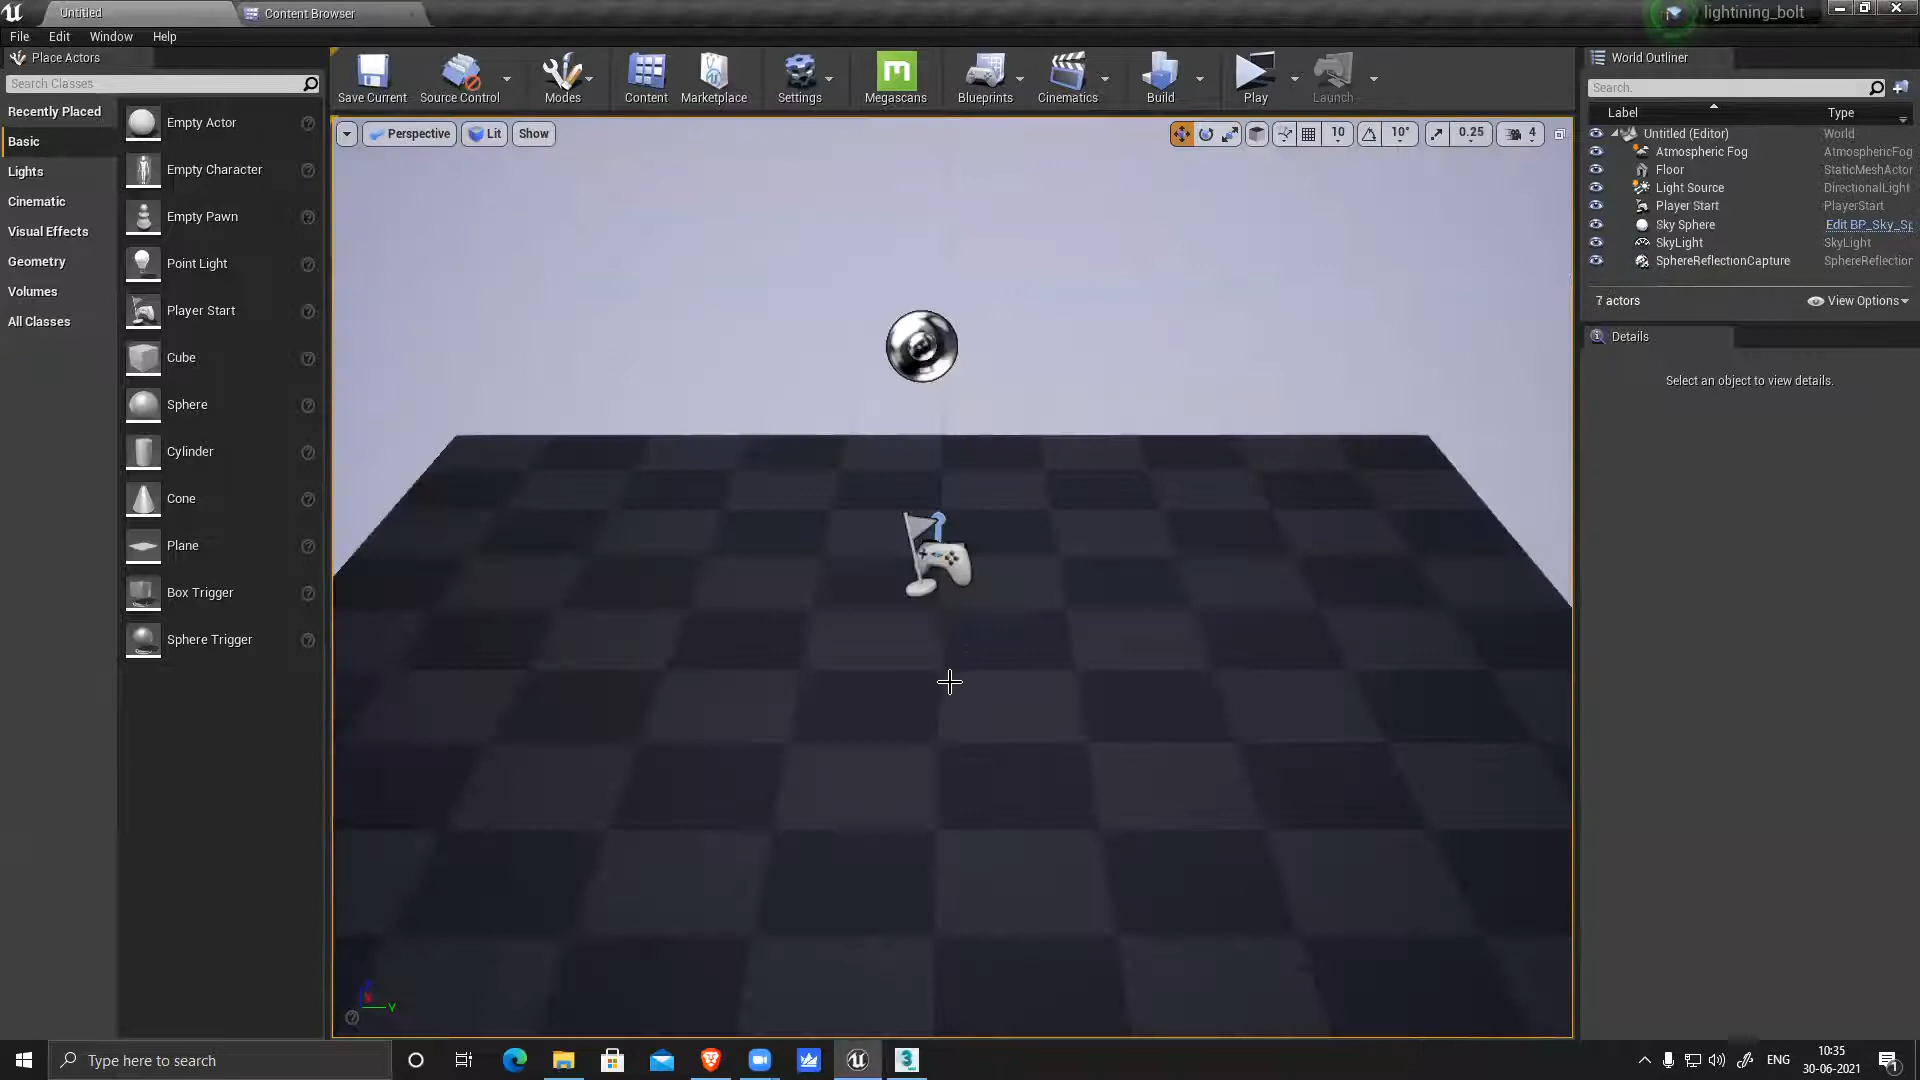 Untitled
Content Browser
lightining_bolt
File Edit Window Help
Place Actors
Search Classes
Recently Placed
Basic
Lights
Cinematic
Visual Effects
Geometry
Volumes
All Classes
Empty Actor
Empty Character
Empty Pawn
Point Light
Player Start
Cube
Sphere
Cylinder
Cone
Plane
Box Trigger
Sphere Trigger
Save Current
Source Control
Modes
Content
Marketplace
Settings
Megascans
Blueprints
Cinematics
Build
Play
Launch
Perspective
Lit
Show
10
10°
0.25
4
World Outliner
Search.
Label Type
Untitled (Editor) World
Atmospheric Fog AtmosphericFog
Floor StaticMeshActor
Light Source DirectionalLight
Player Start PlayerStart
Sky Sphere Edit BP_Sky_Sp
SkyLight SkyLight
SphereReflectionCapture SphereReflection
7 actors
View Options
Details
Select an object to view details.
Y
Type here to search
ENG
10:35
30-06-2021
1